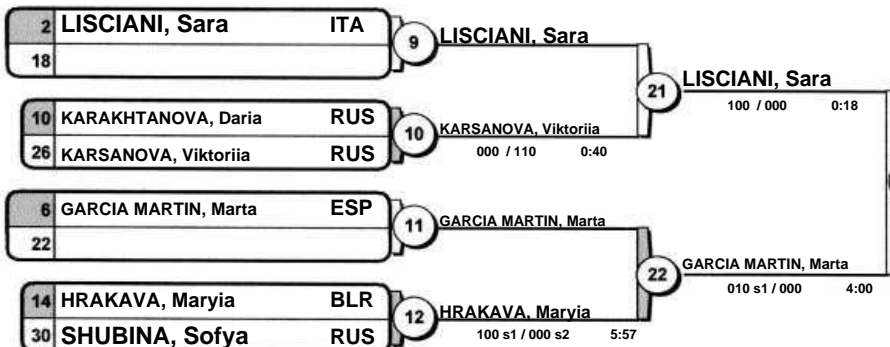 2 LISCIANI, Sara ITA
18
9
LISCIANI, Sara
10 KARAKHTANOVA, Daria RUS
26 KARSANOVA, Viktoriia RUS
10
KARSANOVA, Viktoriia
000 / 110 0:40
21
LISCIANI, Sara
100 / 000 0:18
6 GARCIA MARTIN, Marta ESP
22
11
GARCIA MARTIN, Marta
14 HRAKAVA, Maryia BLR
30 SHUBINA, Sofya RUS
12
HRAKAVA, Maryia
100 s1 / 000 s2 5:57
22
GARCIA MARTIN, Marta
010 s1 / 000 4:00